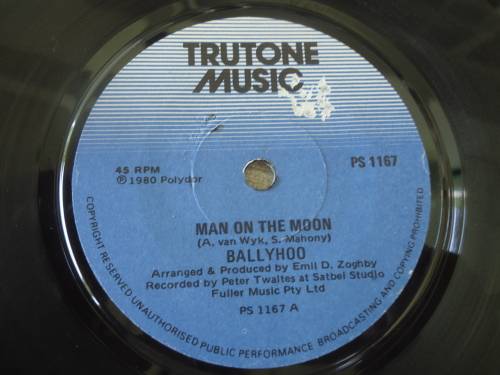 TRUTONE
MUSIC
45 RPM
℗ 1980 Polydor
PS 1167
MAN ON THE MOON
(A. van Wyk, S. Mahony)
BALLYHOO
Arranged & Produced by Emil D. Zoghby
Recorded by Peter Twaites at Satbel Studio
Fuller Music Pty Ltd
PS 1167 A
COPYRIGHT RESERVED UNAUTHORISED PUBLIC PERFORMANCE BROADCASTING AND COPYING PROHIBITED